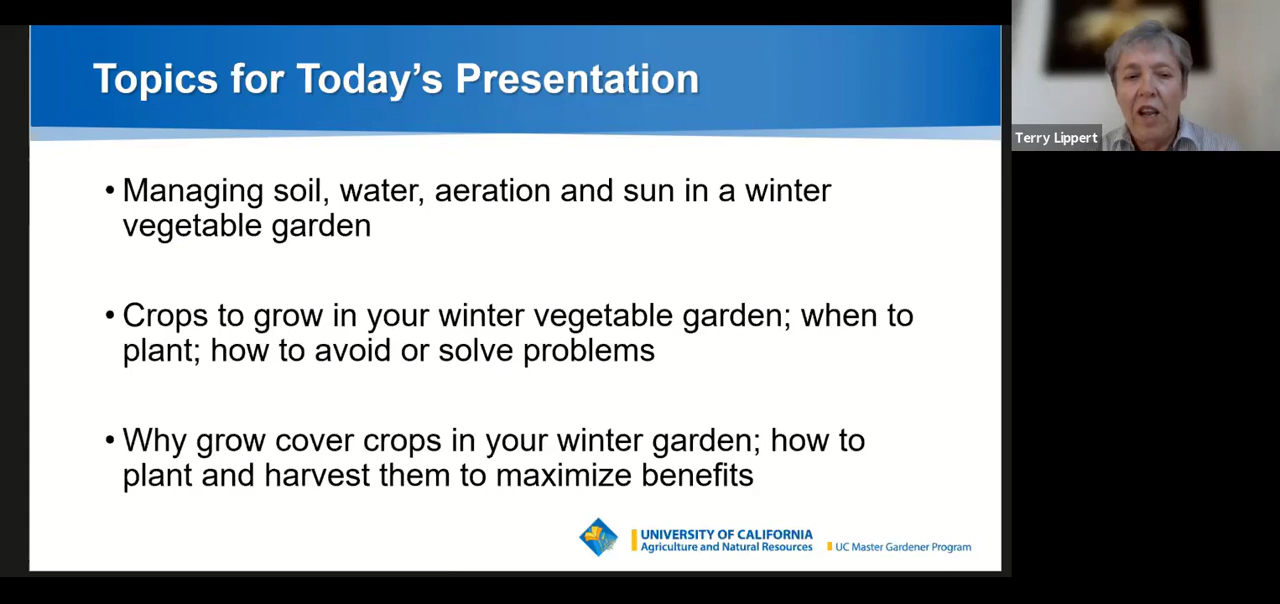 Topics for Today’s Presentation
• Managing soil, water, aeration and sun in a winter
vegetable garden
• Crops to grow in your winter vegetable garden; when to
plant; how to avoid or solve problems
• Why grow cover crops in your winter garden; how to
plant and harvest them to maximize benefits
UNIVERSITY OF CALIFORNIA
Agriculture and Natural Resources
UC Master Gardener Program
Terry Lippert